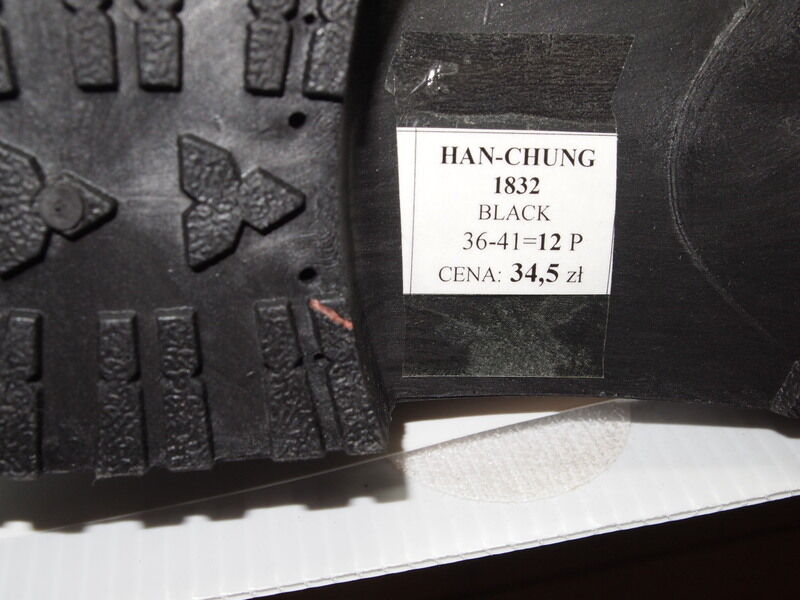 HAN-CHUNG
1832
BLACK
36-41=12 P
CENA: 34,5 zł